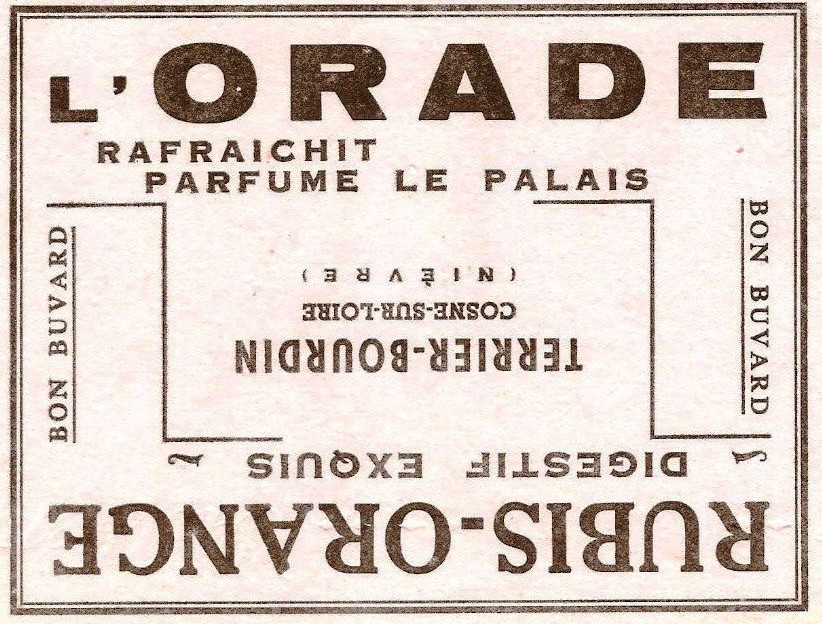 L'ORADE
RAFRAICHIT
PARFUME LE PALAIS
BON BUVARD
BON BUVARD
RUBIS-ORANGE
DIGESTIF EXQUIS
TERRIER-BOURDIN
COSNE-SUR-LOIRE
(NIÈVRE)